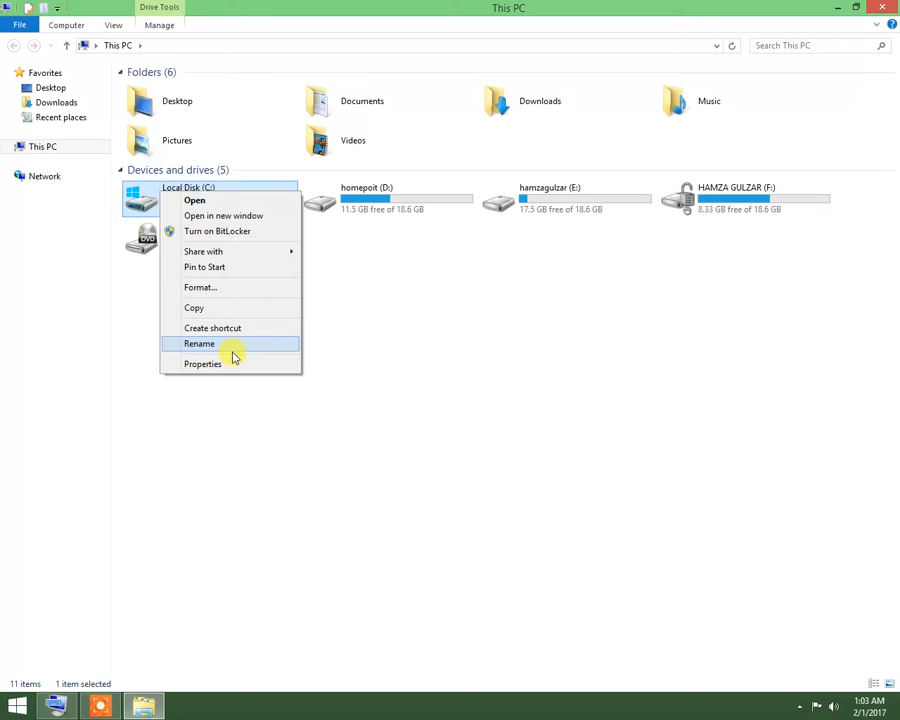 Drive Tools
This PC
File
Computer
View
Manage
This PC
Search This PC
Favorites
Desktop
Downloads
Recent places
This PC
Network
Folders (6)
Desktop
Documents
Downloads
Music
Pictures
Videos
Devices and drives (5)
Local Disk (C:)
homepoit (D:)
11.5 GB free of 18.6 GB
hamzagulzar (E:)
17.5 GB free of 18.6 GB
HAMZA GULZAR (F:)
8.33 GB free of 18.6 GB
DVD
Open
Open in new window
Turn on BitLocker
Share with
Pin to Start
Format...
Copy
Create shortcut
Rename
Properties
11 items
1 item selected
1:03 AM
2/1/2017